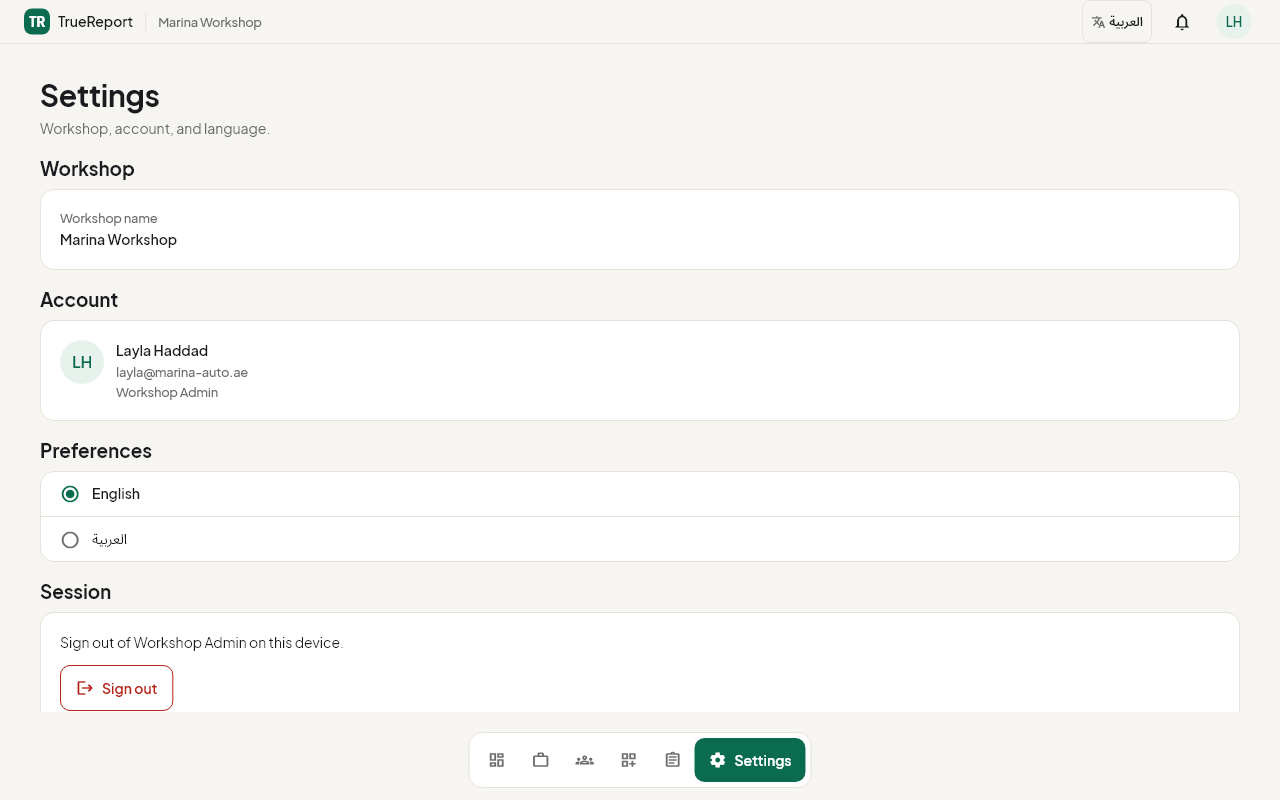 TR TrueReport Marina Workshop العربية LH
Settings
Workshop, account, and language.
Workshop
Workshop name
Marina Workshop
Account
LH
Layla Haddad
layla@marina-auto.ae
Workshop Admin
Preferences
English
العربية
Session
Sign out of Workshop Admin on this device.
Sign out
Settings